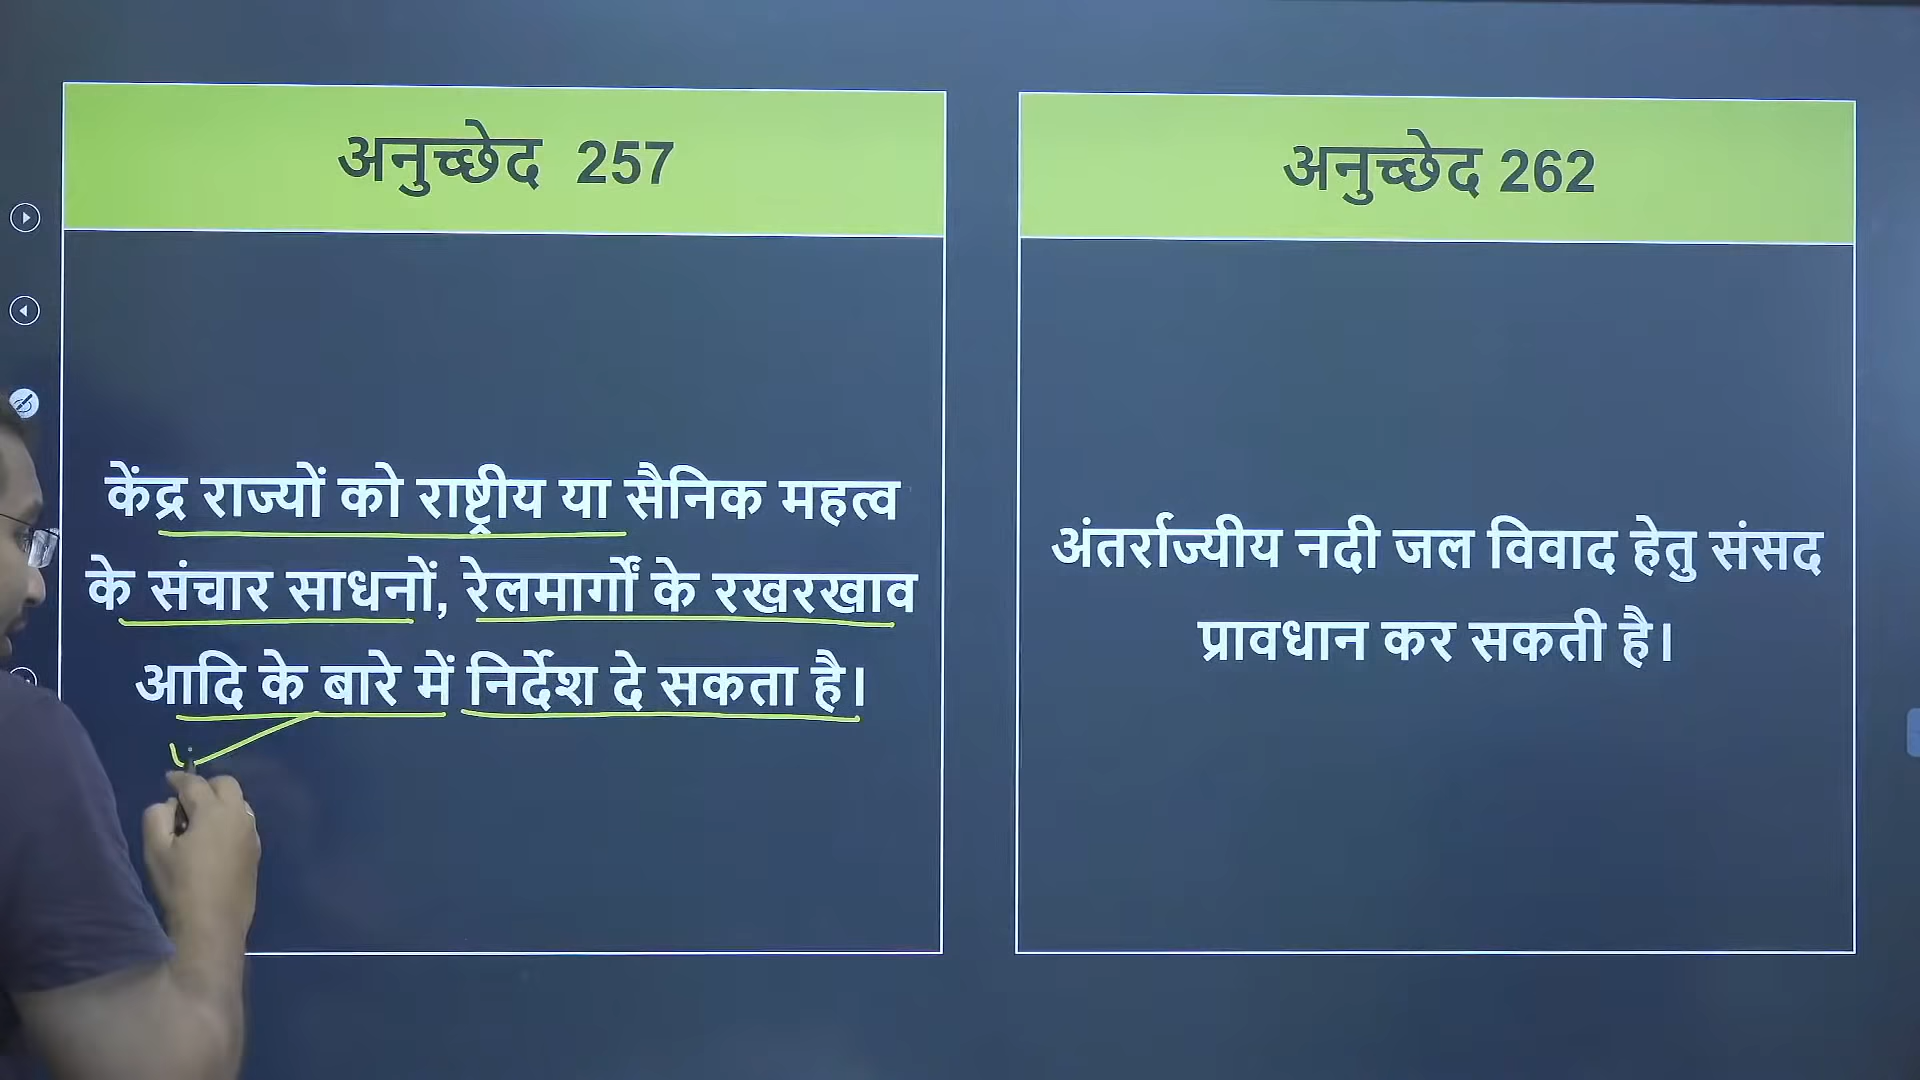 अनुच्छेद 257
केंद्र राज्यों को राष्ट्रीय या सैनिक महत्व
के संचार साधनों, रेलमार्गों के रखरखाव
आदि के बारे में निर्देश दे सकता है।
अनुच्छेद 262
अंतर्राज्यीय नदी जल विवाद हेतु संसद
प्रावधान कर सकती है।